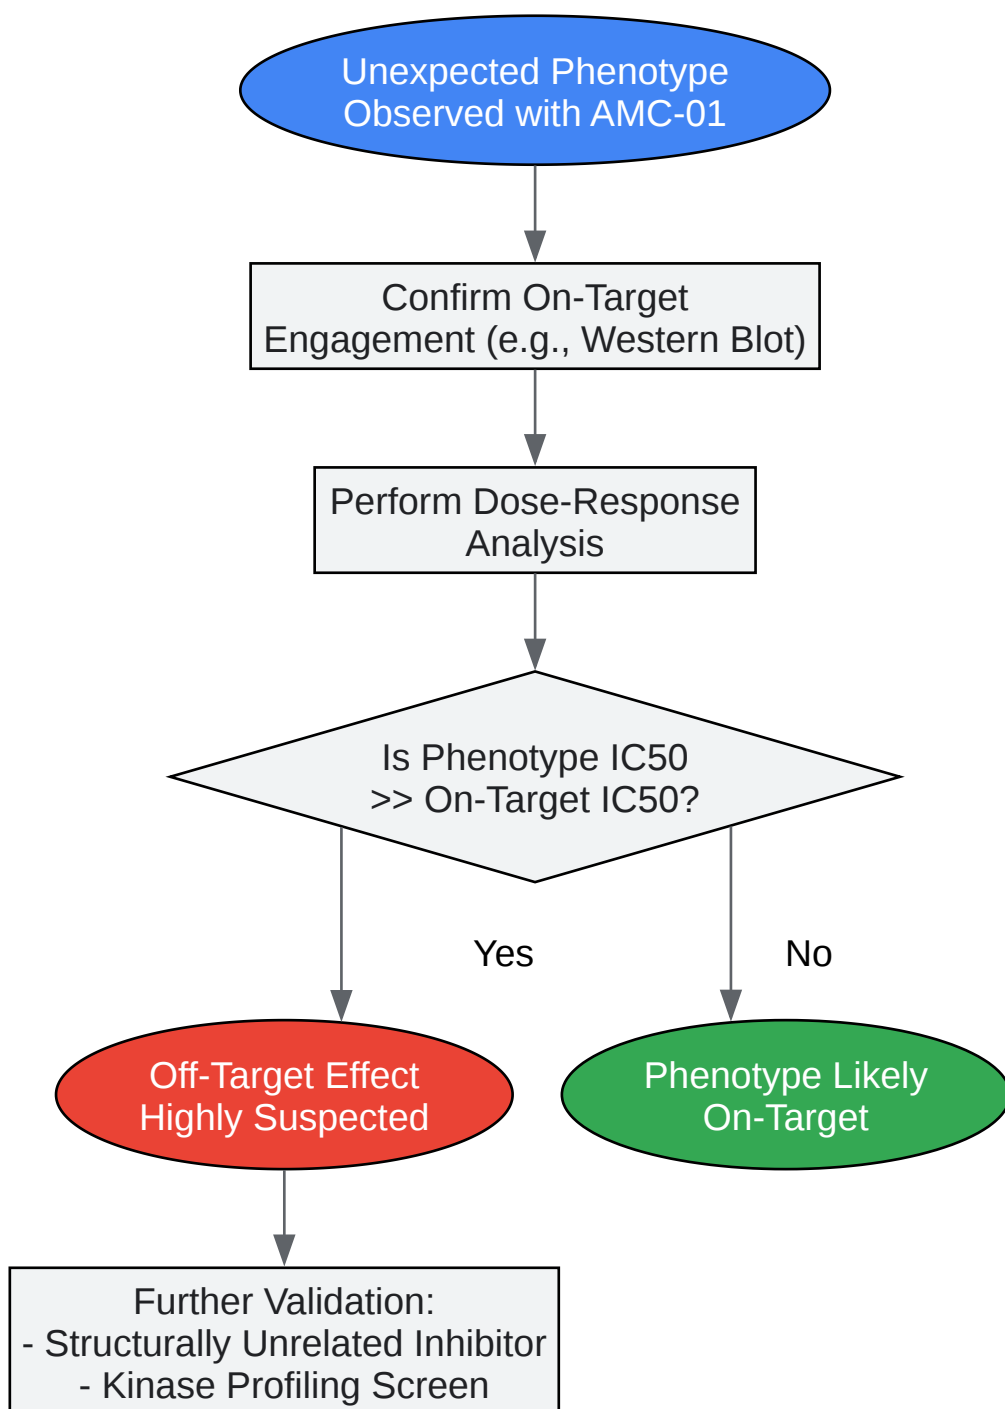 Unexpected Phenotype
Observed with AMC-01
Confirm On-Target
Engagement (e.g., Western Blot)
Perform Dose-Response
Analysis
Is Phenotype IC50
>> On-Target IC50?
Yes
No
Off-Target Effect
Highly Suspected
Phenotype Likely
On-Target
Further Validation:
- Structurally Unrelated Inhibitor
- Kinase Profiling Screen